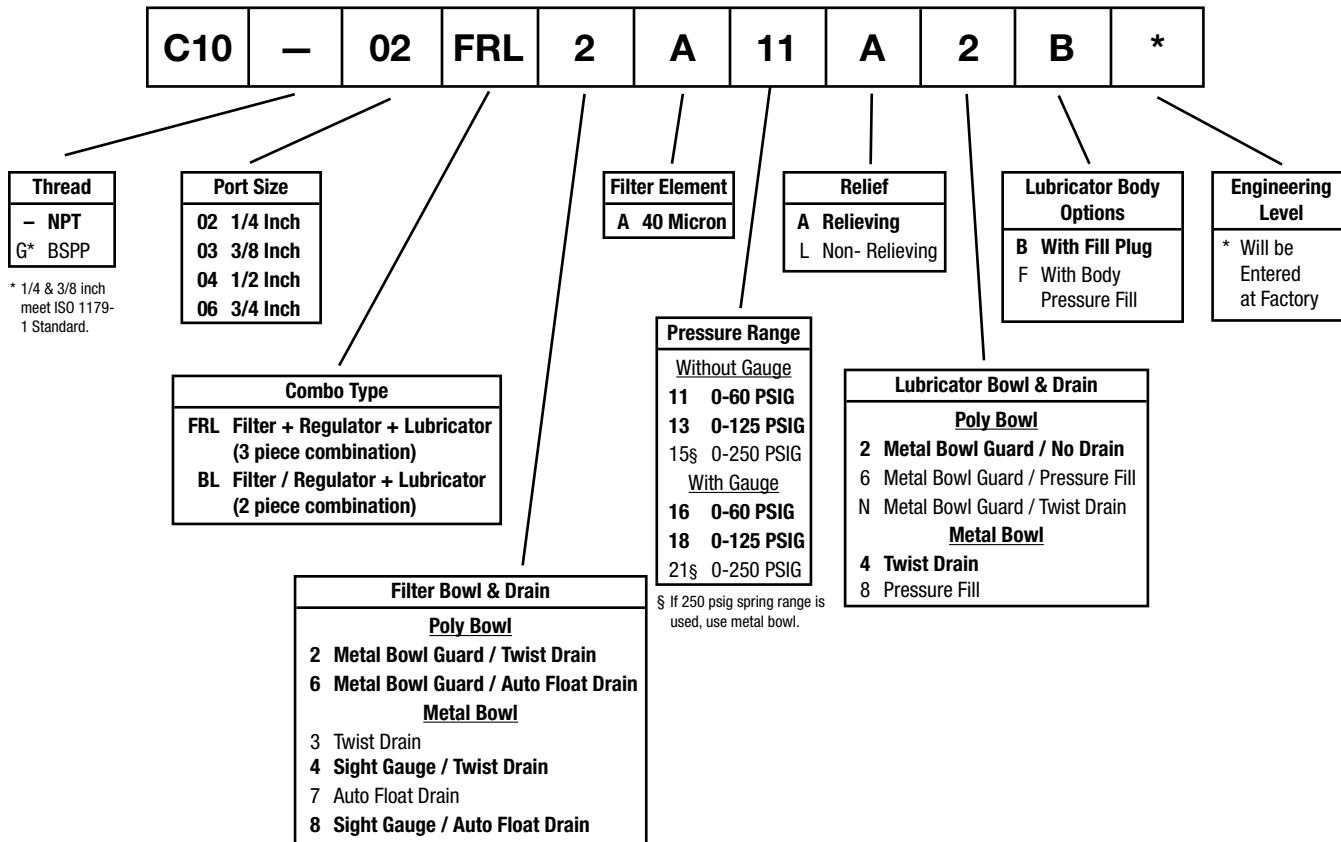 C10 – 02 FRL 2 A 11 A 2 B *
Thread
– NPT
G* BSPP
* 1/4 & 3/8 inch
meet ISO 1179-
1 Standard.
Port Size
02 1/4 Inch
03 3/8 Inch
04 1/2 Inch
06 3/4 Inch
Combo Type
FRL Filter + Regulator + Lubricator
(3 piece combination)
BL Filter / Regulator + Lubricator
(2 piece combination)
Filter Bowl & Drain
Poly Bowl
2 Metal Bowl Guard / Twist Drain
6 Metal Bowl Guard / Auto Float Drain
Metal Bowl
3 Twist Drain
4 Sight Gauge / Twist Drain
7 Auto Float Drain
8 Sight Gauge / Auto Float Drain
Filter Element
A 40 Micron
Pressure Range
Without Gauge
11 0-60 PSIG
13 0-125 PSIG
15§ 0-250 PSIG
With Gauge
16 0-60 PSIG
18 0-125 PSIG
21§ 0-250 PSIG
§ If 250 psig spring range is
used, use metal bowl.
Relief
A Relieving
L Non- Relieving
Lubricator Bowl & Drain
Poly Bowl
2 Metal Bowl Guard / No Drain
6 Metal Bowl Guard / Pressure Fill
N Metal Bowl Guard / Twist Drain
Metal Bowl
4 Twist Drain
8 Pressure Fill
Lubricator Body
Options
B With Fill Plug
F With Body
Pressure Fill
Engineering
Level
* Will be
Entered
at Factory